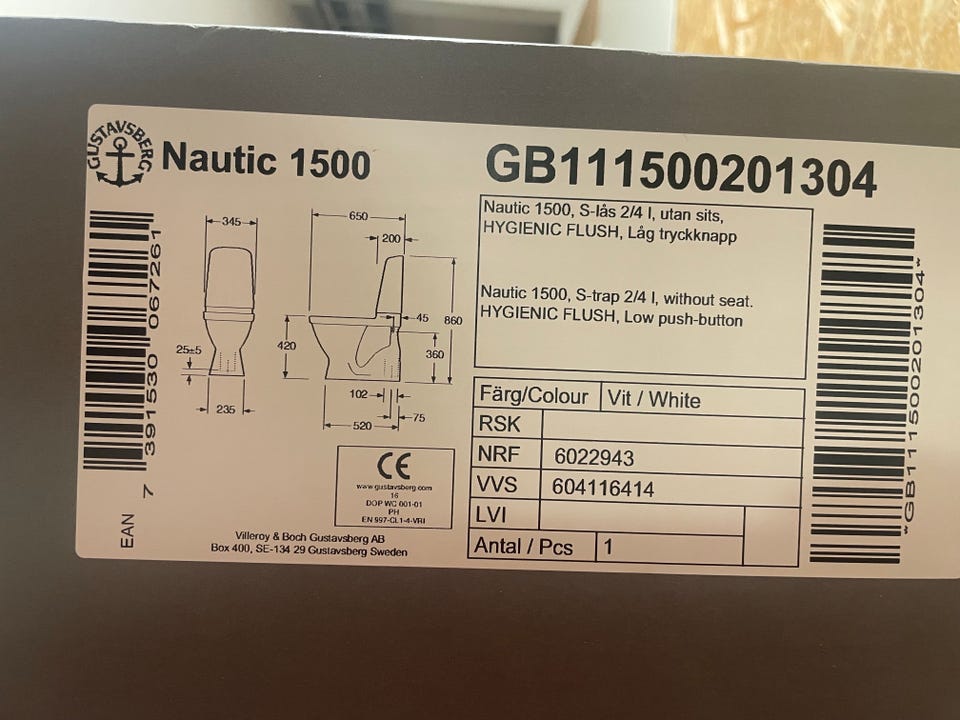 GUSTAVSBERG
Nautic 1500
GB111500201304
345
650
200
45
860
420
360
25±5
235
102
75
520
Nautic 1500, S-lås 2/4 l, utan sits,
HYGIENIC FLUSH, Låg tryckknapp
Nautic 1500, S-trap 2/4 l, without seat.
HYGIENIC FLUSH, Low push-button
Färg/Colour Vit / White
RSK
NRF 6022943
VVS 604116414
LVI
Antal / Pcs 1
CE
www.gustavsberg.com
16
DOP WC 001-01
PH
EN 997-CL1-4-VRI
Villeroy & Boch Gustavsberg AB
Box 400, SE-134 29 Gustavsberg Sweden
EAN 7 391530 067261
*GB111500201304*